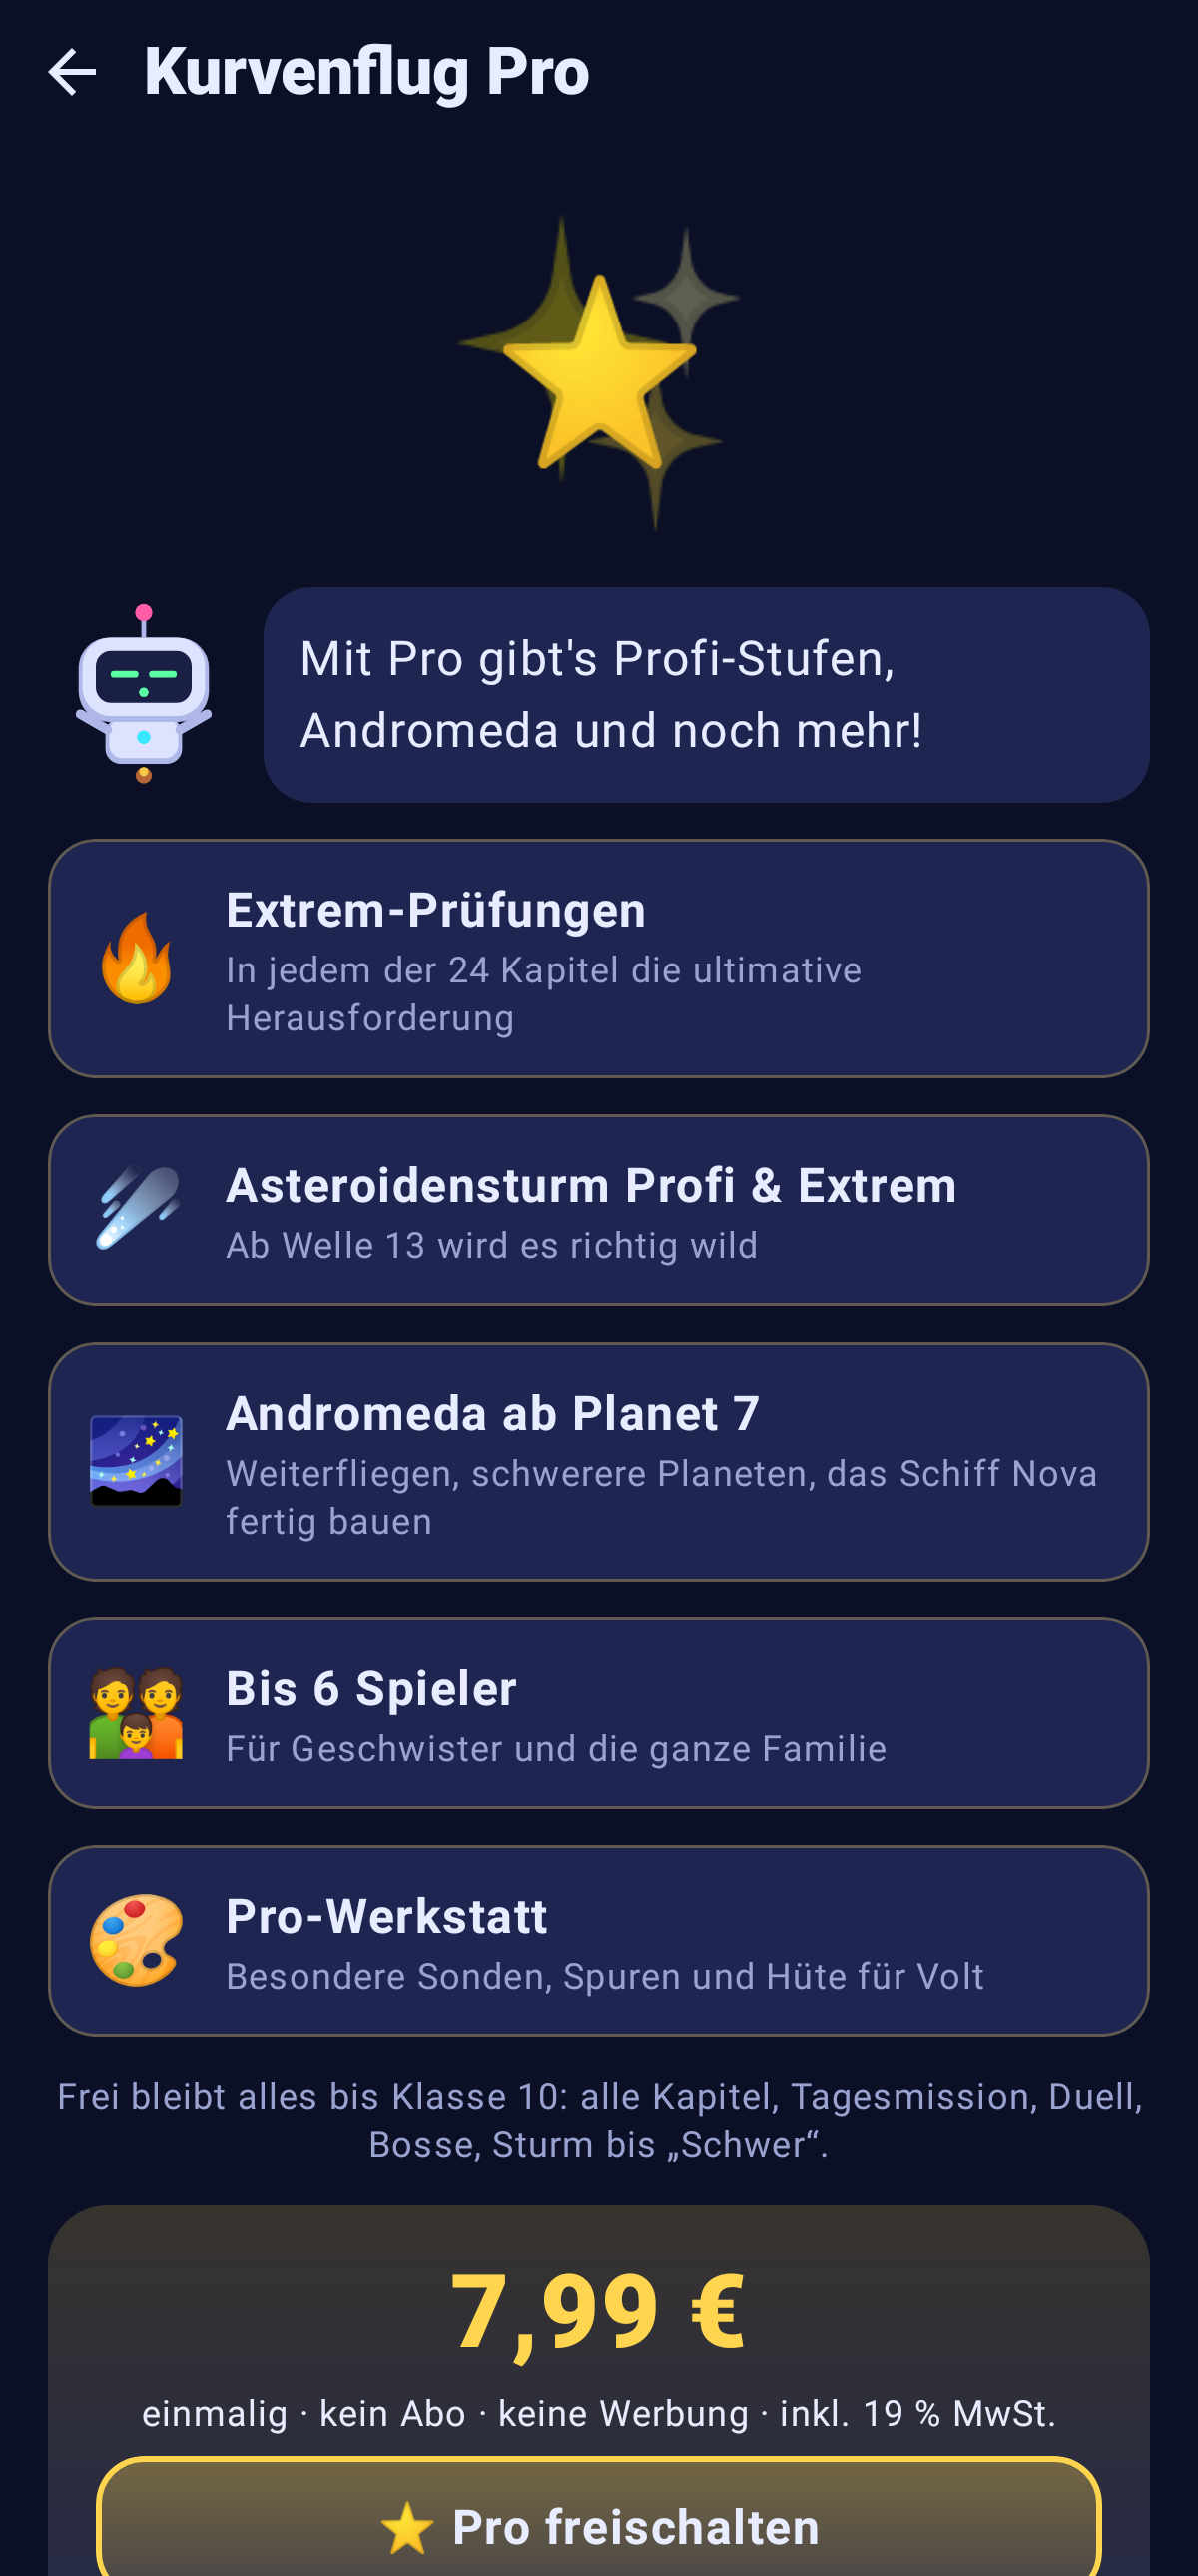 Kurvenflug Pro
Mit Pro gibt's Profi-Stufen,
Andromeda und noch mehr!
Extrem-Prüfungen
In jedem der 24 Kapitel die ultimative
Herausforderung
Asteroidensturm Profi & Extrem
Ab Welle 13 wird es richtig wild
Andromeda ab Planet 7
Weiterfliegen, schwerere Planeten, das Schiff Nova
fertig bauen
Bis 6 Spieler
Für Geschwister und die ganze Familie
Pro-Werkstatt
Besondere Sonden, Spuren und Hüte für Volt
Frei bleibt alles bis Klasse 10: alle Kapitel, Tagesmission, Duell,
Bosse, Sturm bis „Schwer“.
7,99 €
einmalig · kein Abo · keine Werbung · inkl. 19 % MwSt.
Pro freischalten